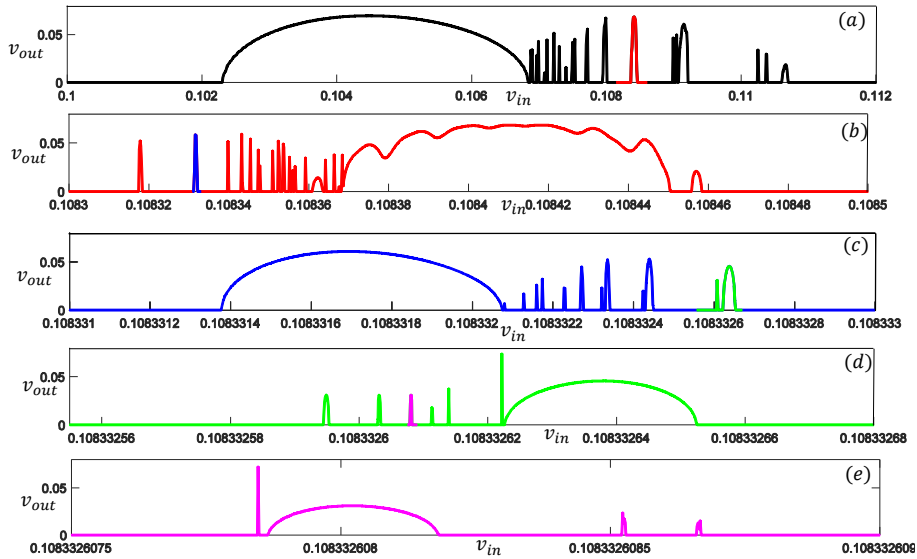 (a)
v_out
0.05
0
0.1 0.102 0.104 0.106 0.108 0.11 0.112
v_in
(b)
v_out
0.05
0
0.1083 0.10832 0.10834 0.10836 0.10838 0.1084 0.10842 0.10844 0.10846 0.10848 0.1085
v_in
(c)
v_out
0.05
0
0.108331 0.1083312 0.1083314 0.1083316 0.1083318 0.108332 0.1083322 0.1083324 0.1083326 0.1083328 0.108333
v_in
(d)
v_out
0.05
0
0.10833256 0.10833258 0.1083326 0.10833262 0.10833264 0.10833266 0.10833268
v_in
(e)
v_out
0.05
0
0.1083326075 0.108332608 0.1083326085 0.108332609
v_in